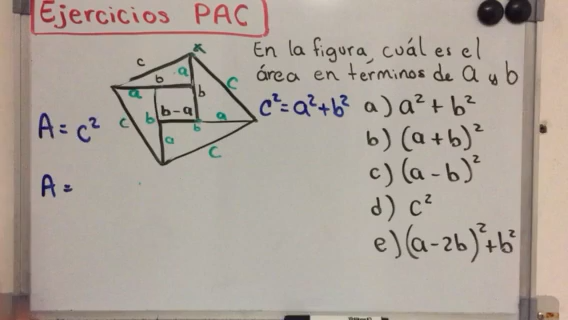 Ejercicios PAC
En la figura, cuál es el
área en términos de a y b
A = c²
A =
c² = a² + b²
a) a² + b²
b) (a + b)²
c) (a - b)²
d) c²
e) (a - 2b)² + b²
x
c
a
b
a
b
c
b - a
c
b
b
a
a
c